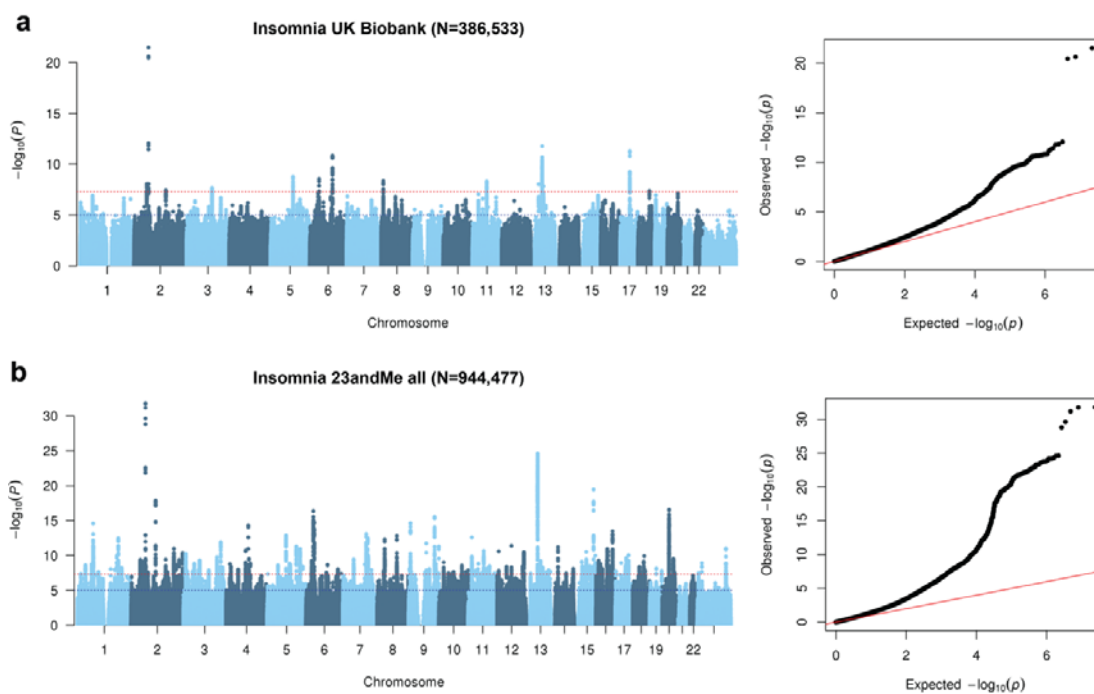 a
Insomnia UK Biobank (N=386,533)
−log10(P)
20
15
10
5
0
1 2 3 4 5 6 7 8 9 10 11 12 13 15 17 19 22
Chromosome
Observed −log10(p)
20
15
10
5
0
0 2 4 6
Expected −log10(p)
b
Insomnia 23andMe all (N=944,477)
−log10(P)
30
25
20
15
10
5
0
1 2 3 4 5 6 7 8 9 10 11 12 13 15 17 19 22
Chromosome
Observed −log10(p)
30
25
20
15
10
5
0
0 2 4 6
Expected −log10(p)